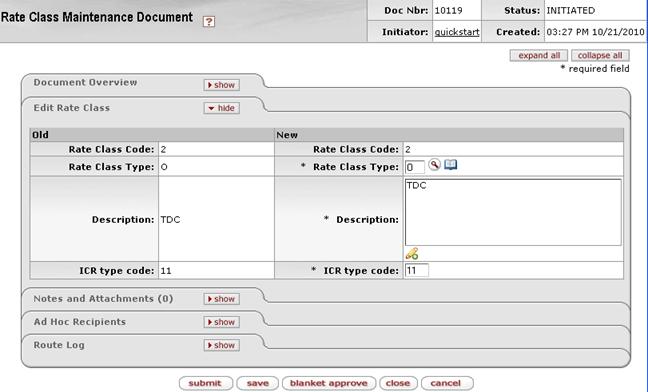 Rate Class Maintenance Document ?
Doc Nbr: 10119 Status: INITIATED
Initiator: quickstart Created: 03:27 PM 10/21/2010
expand all collapse all
* required field
Document Overview show
Edit Rate Class hide
Old New
Rate Class Code: 2 Rate Class Code: 2
Rate Class Type: O * Rate Class Type: O
Description: TDC * Description: TDC
ICR type code: 11 * ICR type code: 11
Notes and Attachments (0) show
Ad Hoc Recipients show
Route Log show
submit save blanket approve close cancel